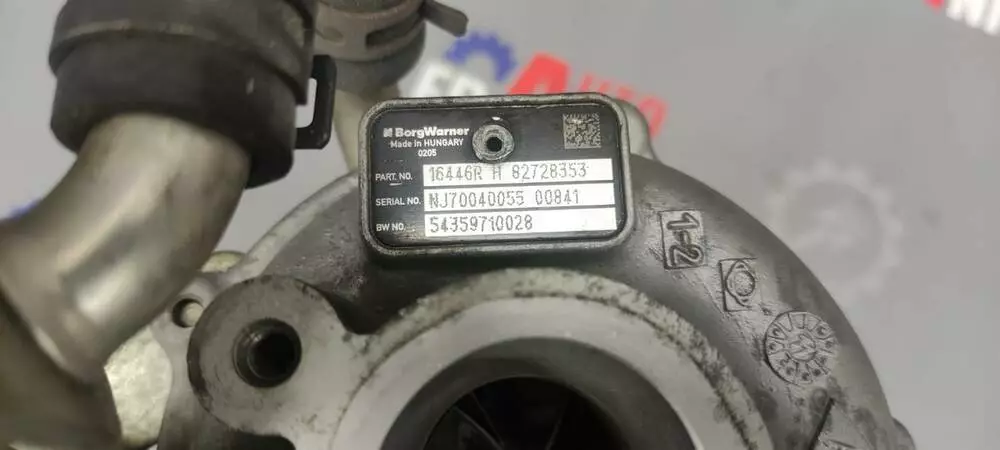 BorgWarner
Made in HUNGARY
0205
PART. NO. 16446R H 82728353
SERIAL NO. NJ70040055 00841
BW NO. 54359710028
1-2